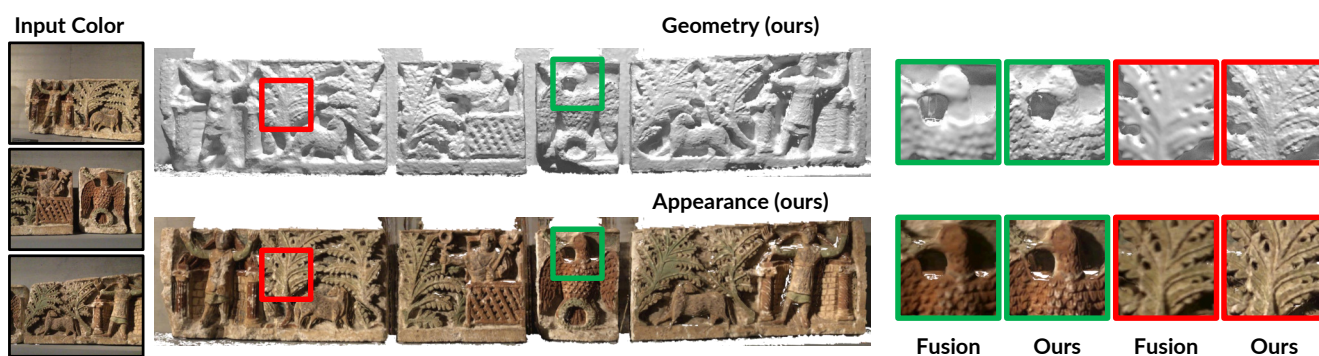 Input Color
Geometry (ours)
Appearance (ours)
Fusion
Ours
Fusion
Ours